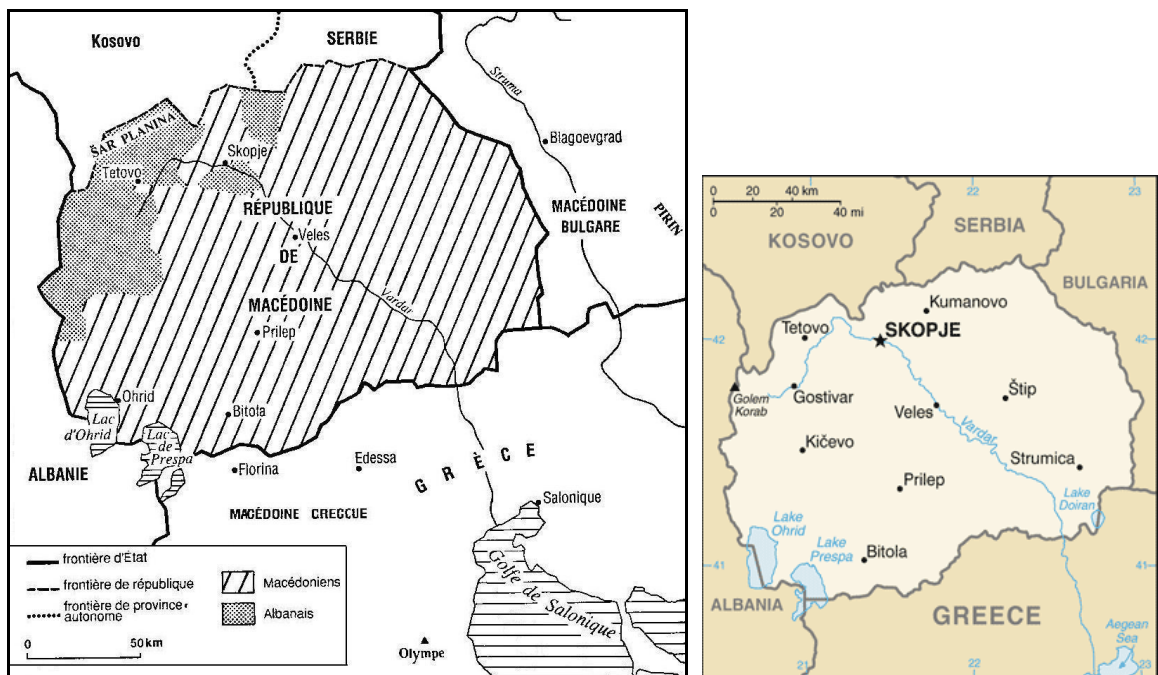 Kosovo
SERBIE
Struma
ŠAR PLANINA
Blagoevgrad
Skopje
Tetovo
RÉPUBLIQUE
MACÉDOINE
BULGARE
PIRIN
Veles
DE
MACÉDOINE
Vardar
Prilep
Ohrid
Bitola
Lac
d'Ohrid
Lac
de
Prespa
ALBANIE
Florina
Edessa
GRÈCE
Salonique
MACÉDOINE GRECQUE
Golfe de Salonique
Olympe
frontière d'État
frontière de république
frontière de province
autonome
Macédoniens
Albanais
0 50 km
0 20 40 km
0 20 40 mi
22
23
KOSOVO
SERBIA
BULGARIA
Kumanovo
Tetovo
SKOPJE
42
42
Golem
Korab
Gostivar
Štip
Veles
Vardar
Kičevo
Strumica
Prilep
Lake
Doiran
Lake
Ohrid
Lake
Prespa
Bitola
41
41
ALBANIA
GREECE
Aegean
Sea
21
22
23